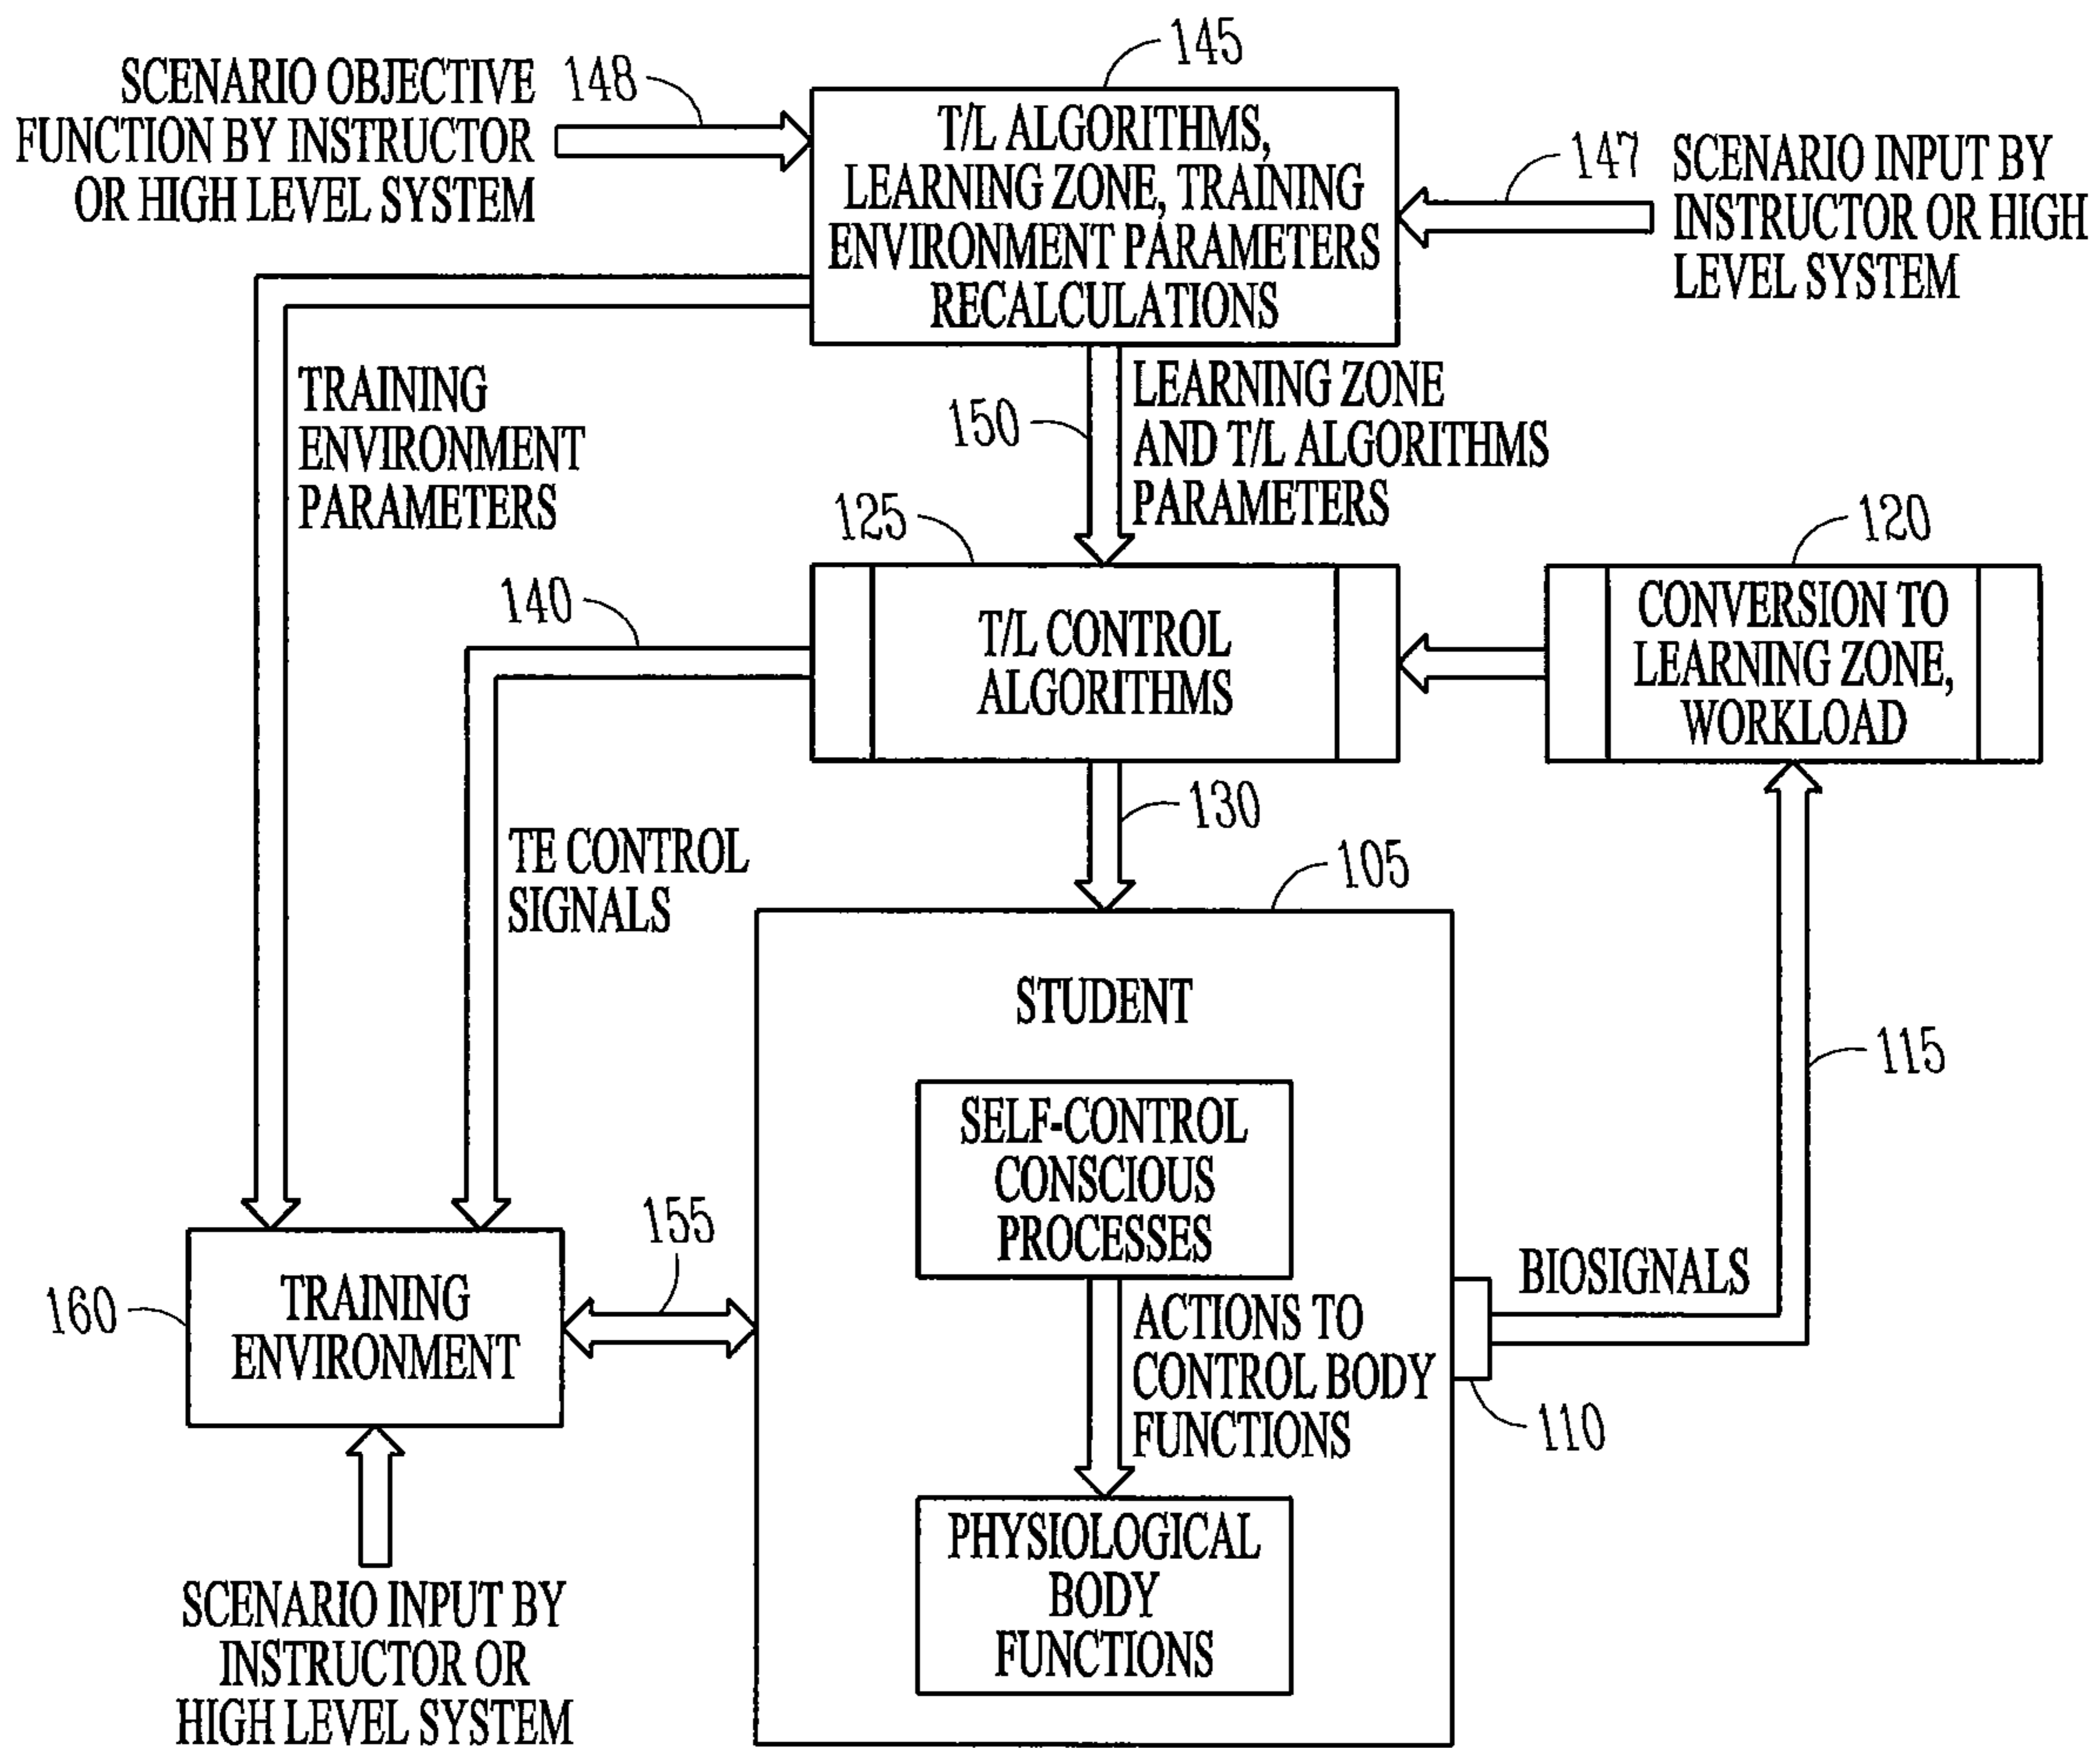 145
SCENARIO OBJECTIVE
FUNCTION BY INSTRUCTOR
OR HIGH LEVEL SYSTEM
148
T/L ALGORITHMS,
LEARNING ZONE, TRAINING
ENVIRONMENT PARAMETERS
RECALCULATIONS
147
SCENARIO INPUT BY
INSTRUCTOR OR HIGH
LEVEL SYSTEM
TRAINING
ENVIRONMENT
PARAMETERS
150
LEARNING ZONE
AND T/L ALGORITHMS
PARAMETERS
125
120
140
T/L CONTROL
ALGORITHMS
CONVERSION TO
LEARNING ZONE,
WORKLOAD
130
TE CONTROL
SIGNALS
105
STUDENT
115
SELF-CONTROL
CONSCIOUS
PROCESSES
155
160
TRAINING
ENVIRONMENT
BIOSIGNALS
ACTIONS TO
CONTROL BODY
FUNCTIONS
110
PHYSIOLOGICAL
BODY
FUNCTIONS
SCENARIO INPUT BY
INSTRUCTOR OR
HIGH LEVEL SYSTEM